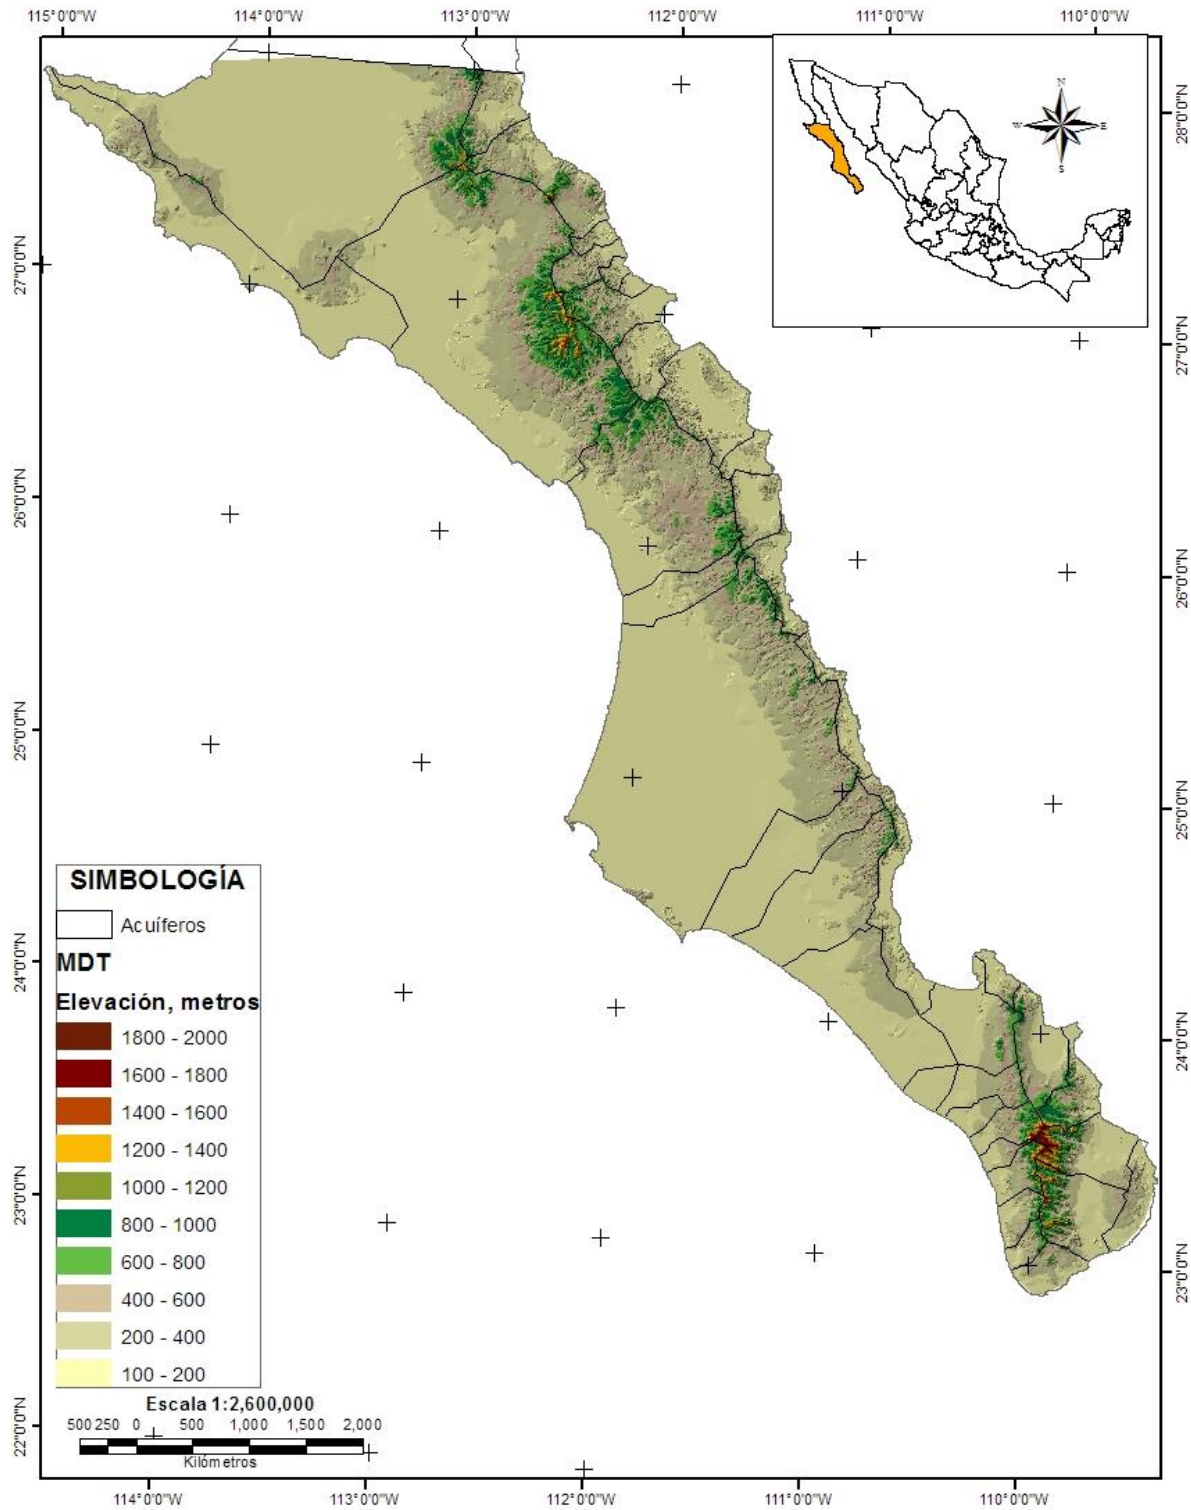 115°0'0"W 114°0'0"W 113°0'0"W 112°0'0"W 111°0'0"W 110°0'0"W
N
W E
S
28°0'0"N
27°0'0"N
27°0'0"N
26°0'0"N
26°0'0"N
25°0'0"N
25°0'0"N
24°0'0"N
24°0'0"N
23°0'0"N
23°0'0"N
22°0'0"N
SIMBOLOGÍA
Acuíferos
MDT
Elevación, metros
1800 - 2000
1600 - 1800
1400 - 1600
1200 - 1400
1000 - 1200
800 - 1000
600 - 800
400 - 600
200 - 400
100 - 200
Escala 1:2,600,000
500 250 0 500 1,000 1,500 2,000
Kilómetros
114°0'0"W 113°0'0"W 112°0'0"W 111°0'0"W 110°0'0"W